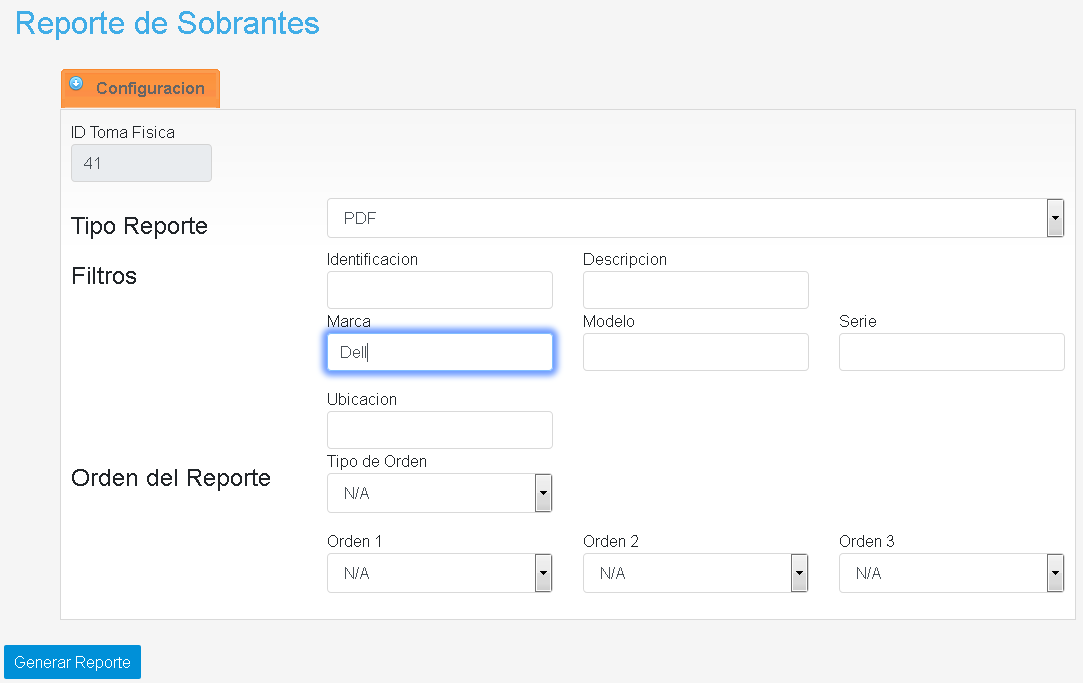 Reporte de Sobrantes
Configuracion
ID Toma Fisica
41
Tipo Reporte
PDF
Filtros
Identificacion
Descripcion
Marca
Modelo
Serie
Dell
Ubicacion
Orden del Reporte
Tipo de Orden
N/A
Orden 1
Orden 2
Orden 3
N/A
N/A
N/A
Generar Reporte